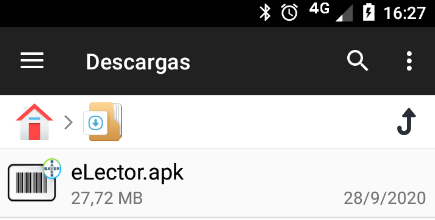 4G 16:27
Descargas
eLector.apk
27,72 MB 28/9/2020